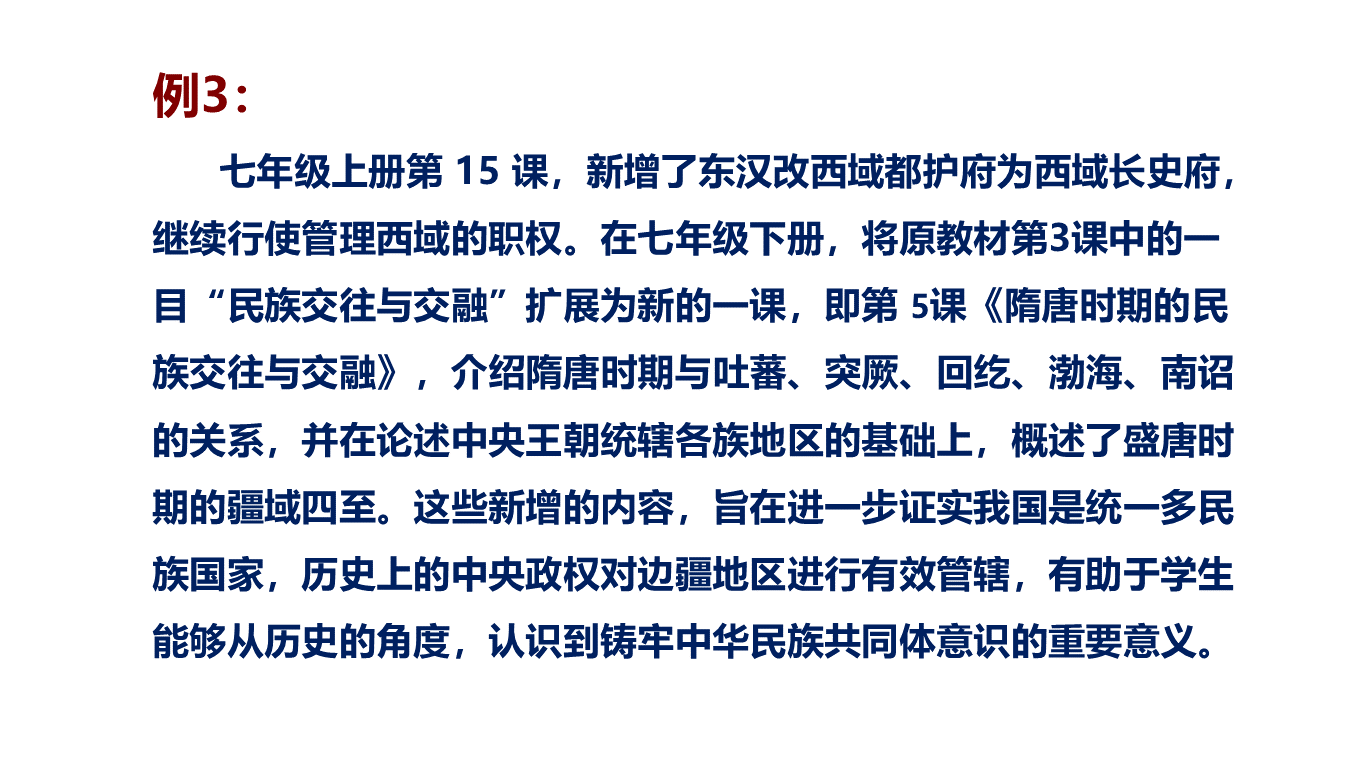 例3：
七年级上册第 15 课，新增了东汉改西域都护府为西域长史府，
继续行使管理西域的职权。在七年级下册，将原教材第3课中的一
目“民族交往与交融”扩展为新的一课，即第 5课《隋唐时期的民
族交往与交融》，介绍隋唐时期与吐蕃、突厥、回纥、渤海、南诏
的关系，并在论述中央王朝统辖各族地区的基础上，概述了盛唐时
期的疆域四至。这些新增的内容，旨在进一步证实我国是统一多民
族国家，历史上的中央政权对边疆地区进行有效管辖，有助于学生
能够从历史的角度，认识到铸牢中华民族共同体意识的重要意义。